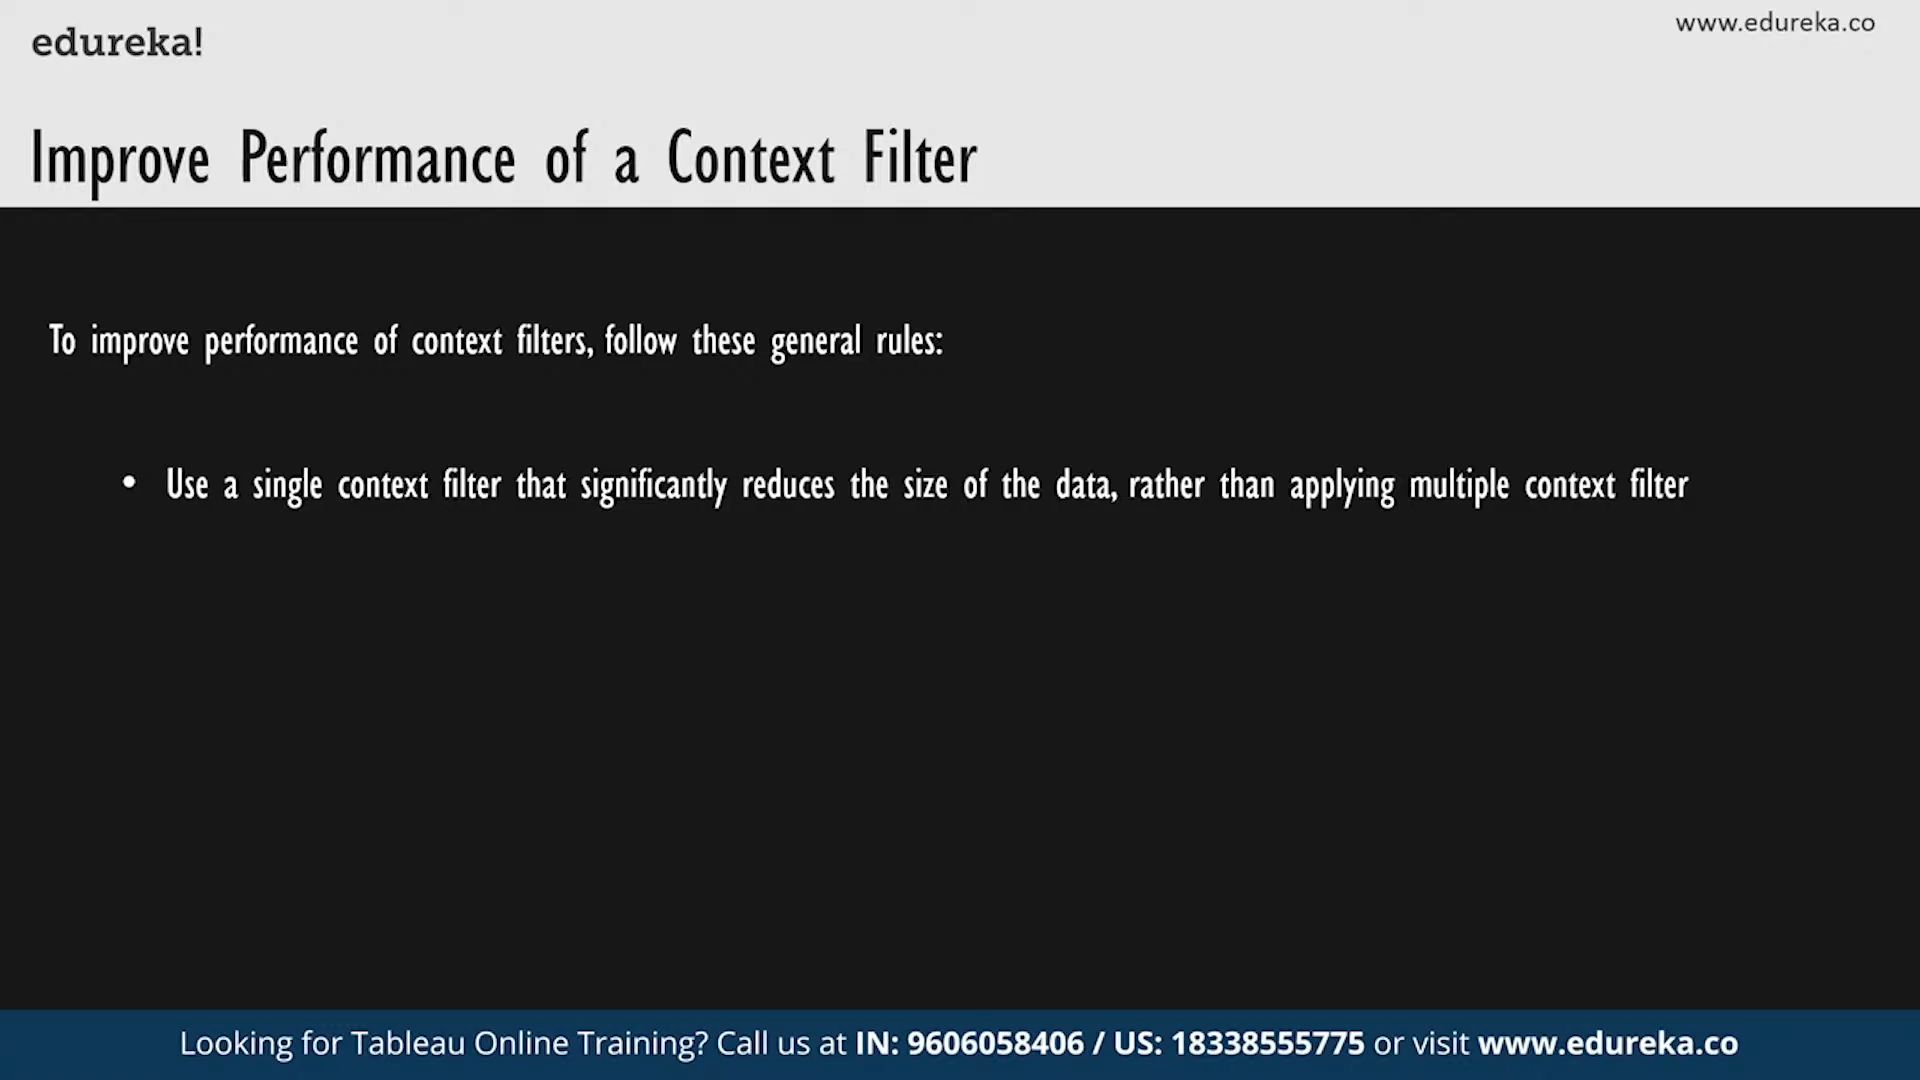 edureka!
www.edureka.co
Improve Performance of a Context Filter
To improve performance of context filters, follow these general rules:
• Use a single context filter that significantly reduces the size of the data, rather than applying multiple context filter
Looking for Tableau Online Training? Call us at IN: 9606058406 / US: 18338555775 or visit www.edureka.co